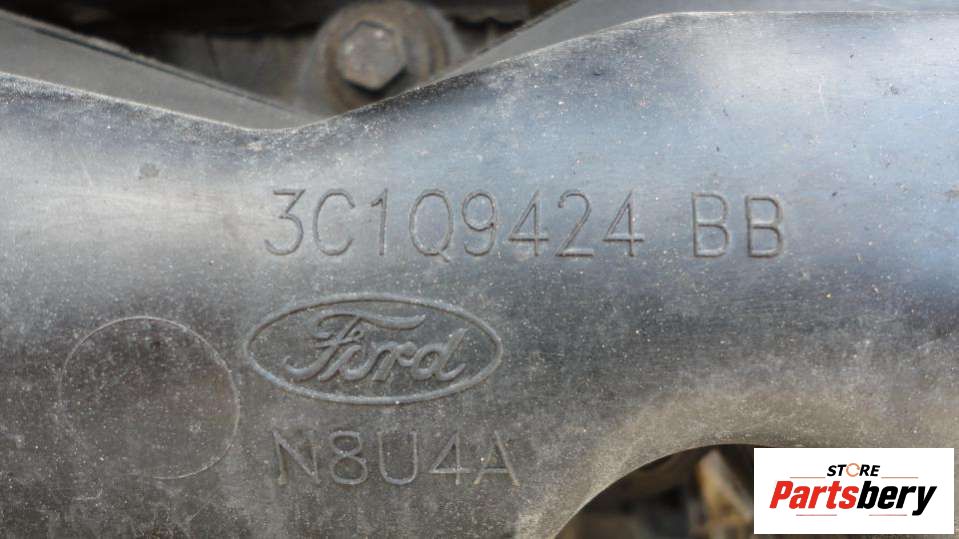 3C1Q9424 BB
Ford
N8U4A
STORE
Partsbery